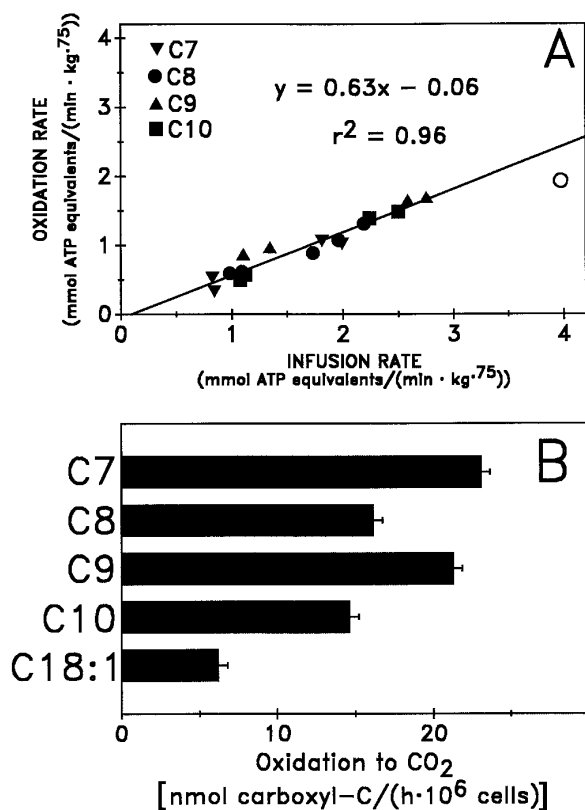 A
C7
C8
C9
C10
y = 0.63x − 0.06
r² = 0.96
OXIDATION RATE
(mmol ATP equivalents/(min · kg·⁷⁵))
4
3
2
1
0
0
1
2
3
4
INFUSION RATE
(mmol ATP equivalents/(min · kg·⁷⁵))
B
C7
C8
C9
C10
C18:1
0
10
20
Oxidation to CO₂
[nmol carboxyl−C/(h·10⁶ cells)]